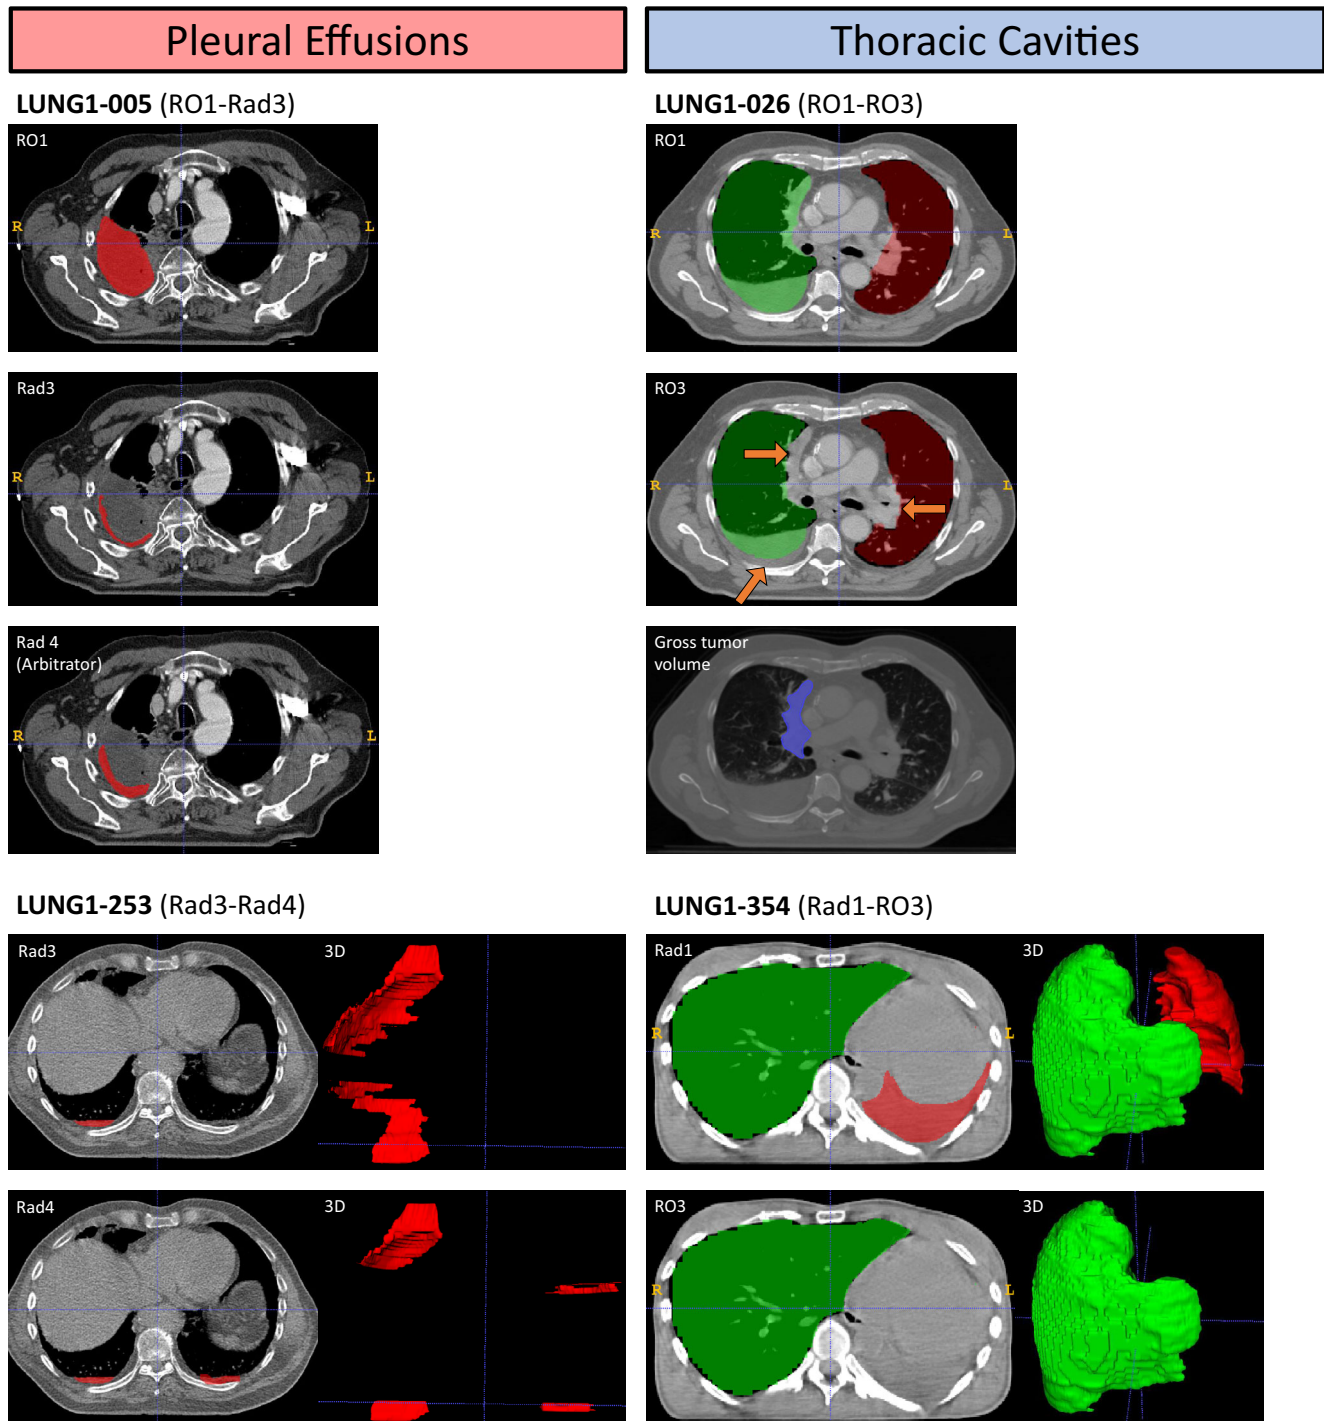 Pleural Effusions
Thoracic Cavities
LUNG1-005 (RO1-Rad3)
RO1
R
L
Rad3
R
L
Rad 4
(Arbitrator)
R
L
LUNG1-026 (RO1-RO3)
RO1
R
L
RO3
R
L
Gross tumor
volume
LUNG1-253 (Rad3-Rad4)
Rad3
3D
Rad4
3D
LUNG1-354 (Rad1-RO3)
Rad1
R
L
3D
RO3
R
L
3D